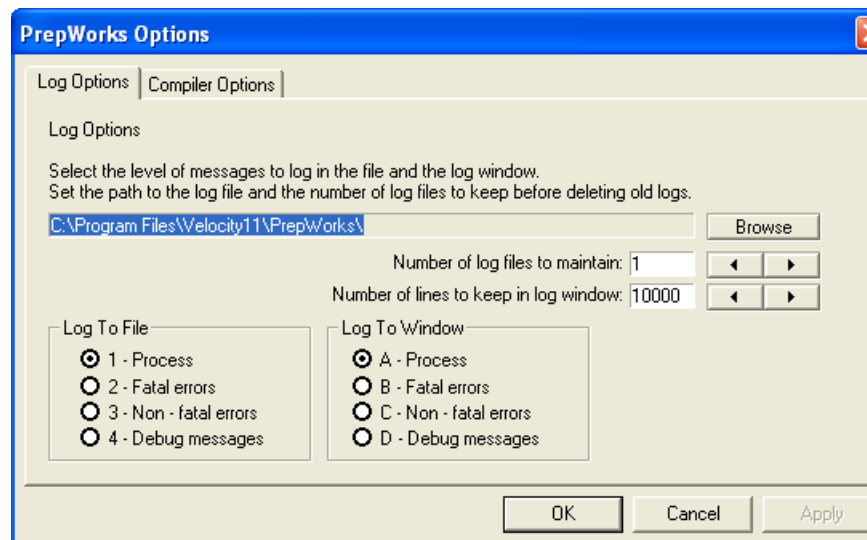 PrepWorks Options
Log Options Compiler Options
Log Options
Select the level of messages to log in the file and the log window.
Set the path to the log file and the number of log files to keep before deleting old logs.
C:\Program Files\Velocity11\PrepWorks\ Browse
Number of log files to maintain: 1
Number of lines to keep in log window: 10000
Log To File Log To Window
1 - Process A - Process
2 - Fatal errors B - Fatal errors
3 - Non - fatal errors C - Non - fatal errors
4 - Debug messages D - Debug messages
OK Cancel Apply